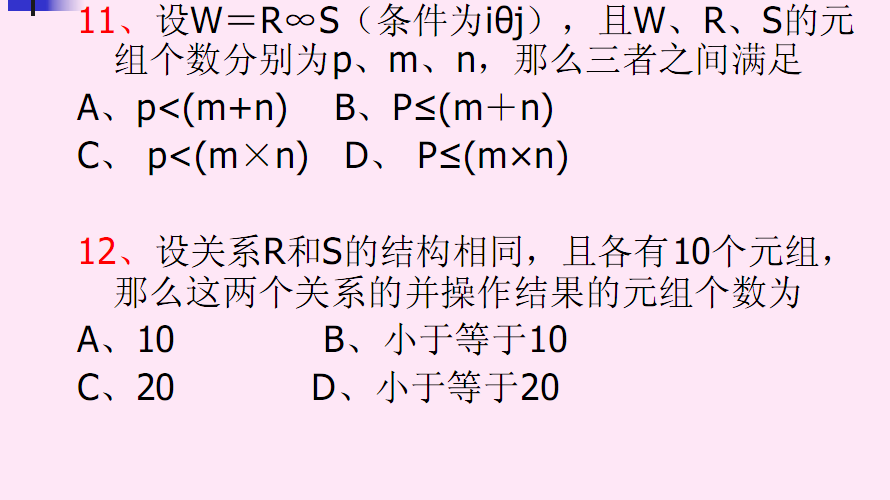 11、设W＝R∞S（条件为iθj），且W、R、S的元
组个数分别为p、m、n，那么三者之间满足
A、p<(m+n) B、P≤(m＋n)
C、 p<(m×n) D、 P≤(m×n)
12、设关系R和S的结构相同，且各有10个元组，
那么这两个关系的并操作结果的元组个数为
A、10 B、小于等于10
C、20 D、小于等于20